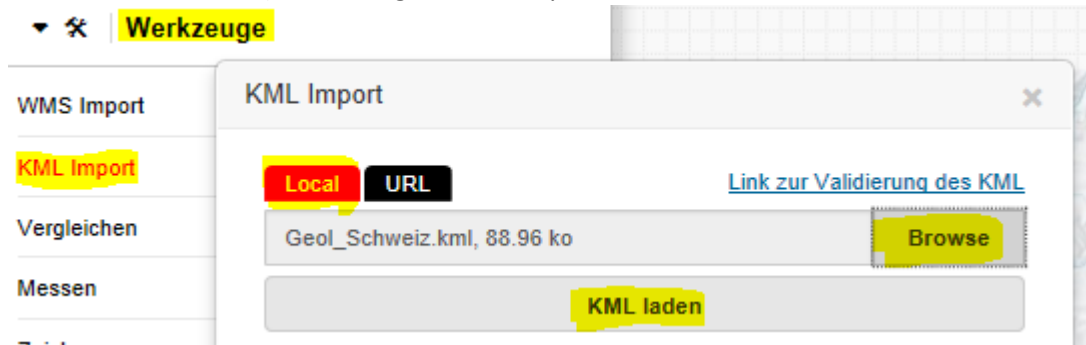 Werkzeuge
WMS Import
KML Import
Vergleichen
Messen
KML Import
×
Local URL Link zur Validierung des KML
Geol_Schweiz.kml, 88.96 ko Browse
KML laden